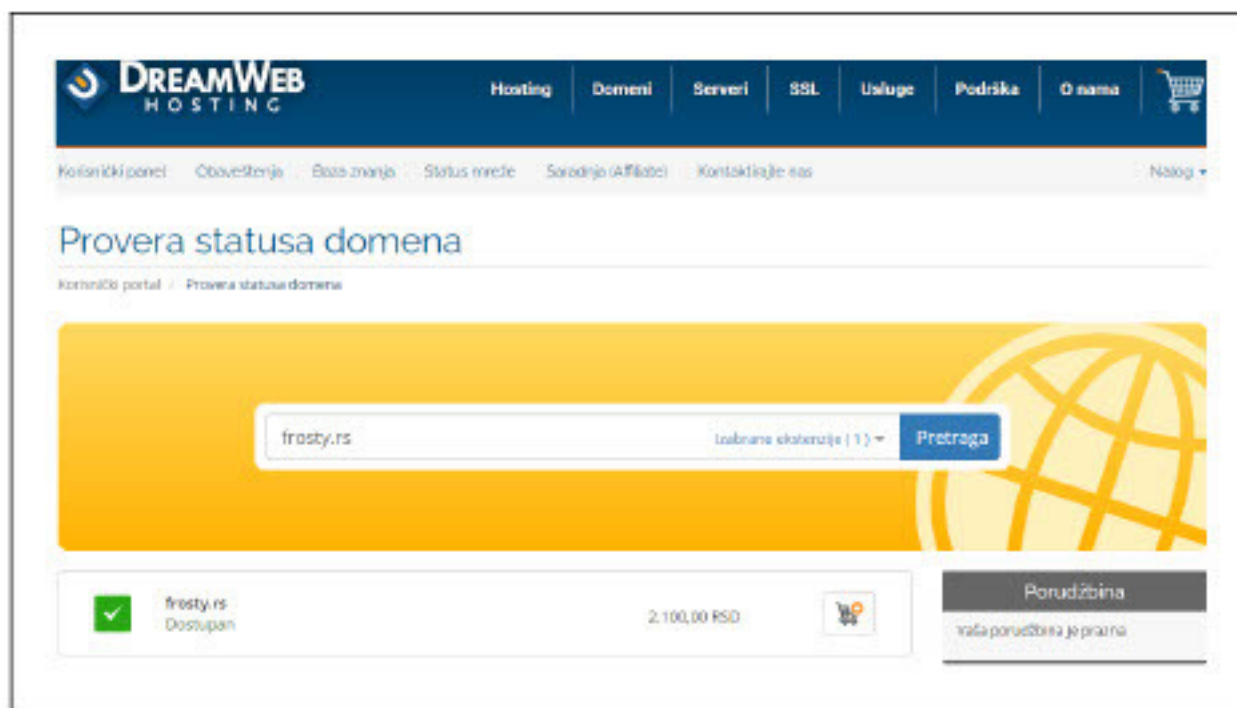 DREAMWEB
HOSTING
Hosting Domeni Serveri SSL Usluge Podrška O nama
Korisnički panel Obaveštenja Baza znanja Status mreže Saradnja (Affiliate) Kontaktirajte nas Nalog
Provera statusa domena
Korisnički portal / Provera statusa domena
frosty.rs Izabrane ekstenzije ( 1 ) Pretraga
frosty.rs
Dostupan
2.100,00 RSD
Porudžbina
Vaša porudžbina je prazna